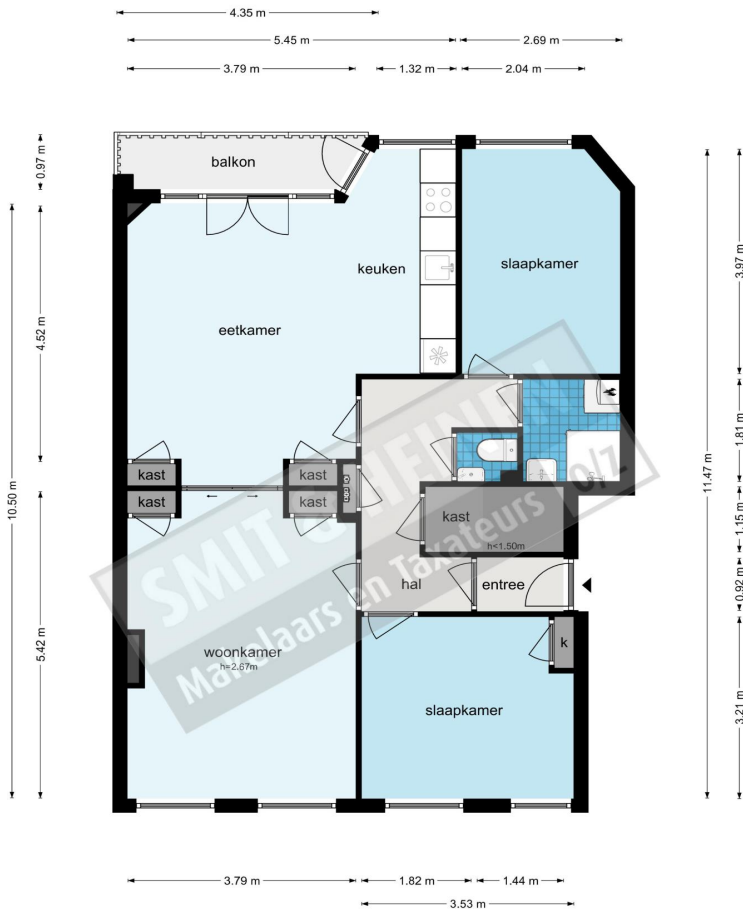 4.35 m
5.45 m
2.69 m
3.79 m
1.32 m
2.04 m
0.97 m
balkon
keuken
slaapkamer
3.97 m
eetkamer
4.52 m
SMIT & HEINEN
Makelaars en Taxateurs o/z
1.81 m
kast
kast
kast
kast
10.50 m
11.47 m
kast
h<1.50m
1.15 m
hal
entree
0.92 m
5.42 m
woonkamer
h=2.67m
k
slaapkamer
3.21 m
3.79 m
1.82 m
1.44 m
3.53 m